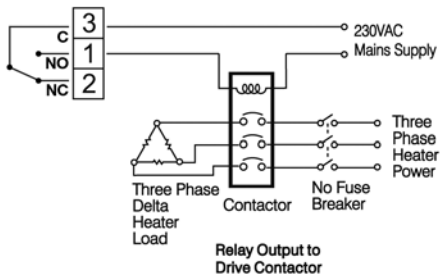 3
C
1
NO
2
NC
230VAC
Mains Supply
Three
Phase
Heater
Power
Three Phase
Delta
Heater
Load
Contactor
No Fuse
Breaker
Relay Output to
Drive Contactor